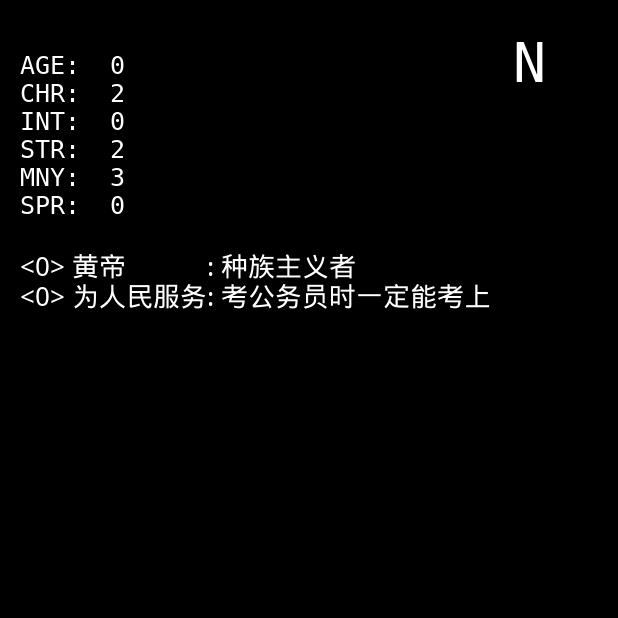 N
AGE: 0
CHR: 2
INT: 0
STR: 2
MNY: 3
SPR: 0
<O> 黄帝 : 种族主义者
<O> 为人民服务: 考公务员时一定能考上